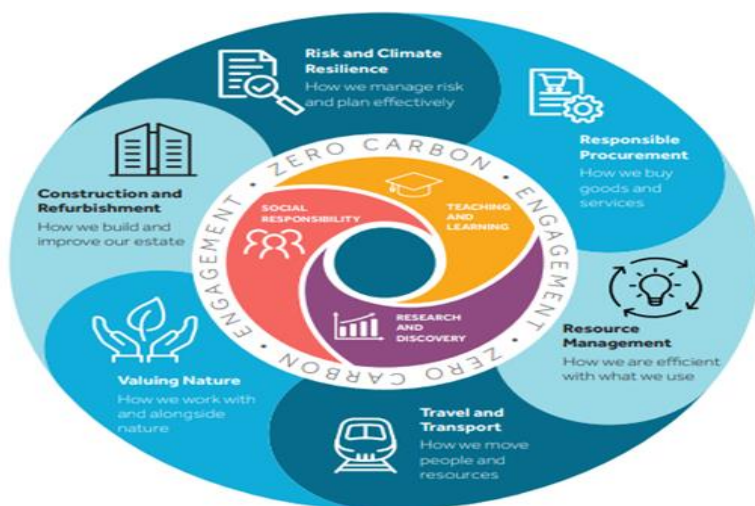 Risk and Climate
Resilience
How we manage risk
and plan effectively
Responsible
Procurement
How we buy
goods and
services
Resource
Management
How we are efficient
with what we use
Travel and
Transport
How we move
people and
resources
Valuing Nature
How we work with
and alongside
nature
Construction and
Refurbishment
How we build and
improve our estate
ZERO CARBON • ENGAGEMENT • ZERO CARBON • ENGAGEMENT •
TEACHING
AND
LEARNING
RESEARCH
AND
DISCOVERY
SOCIAL
RESPONSIBILITY